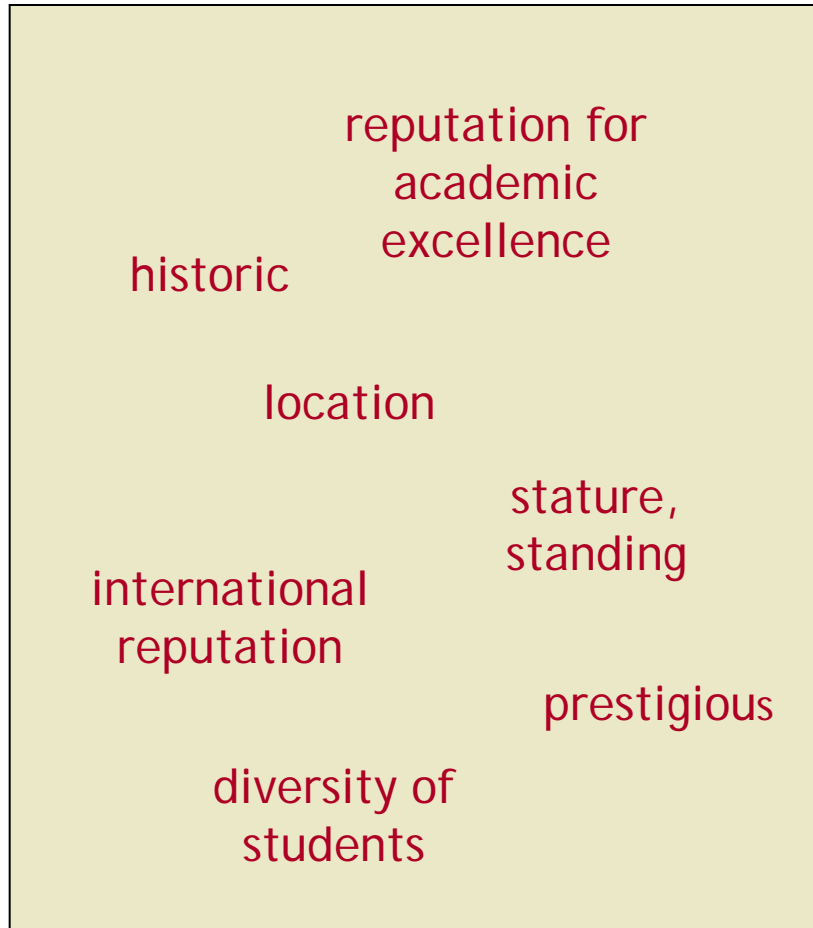 reputation for
academic
excellence
historic
location
stature,
standing
international
reputation
prestigious
diversity of
students